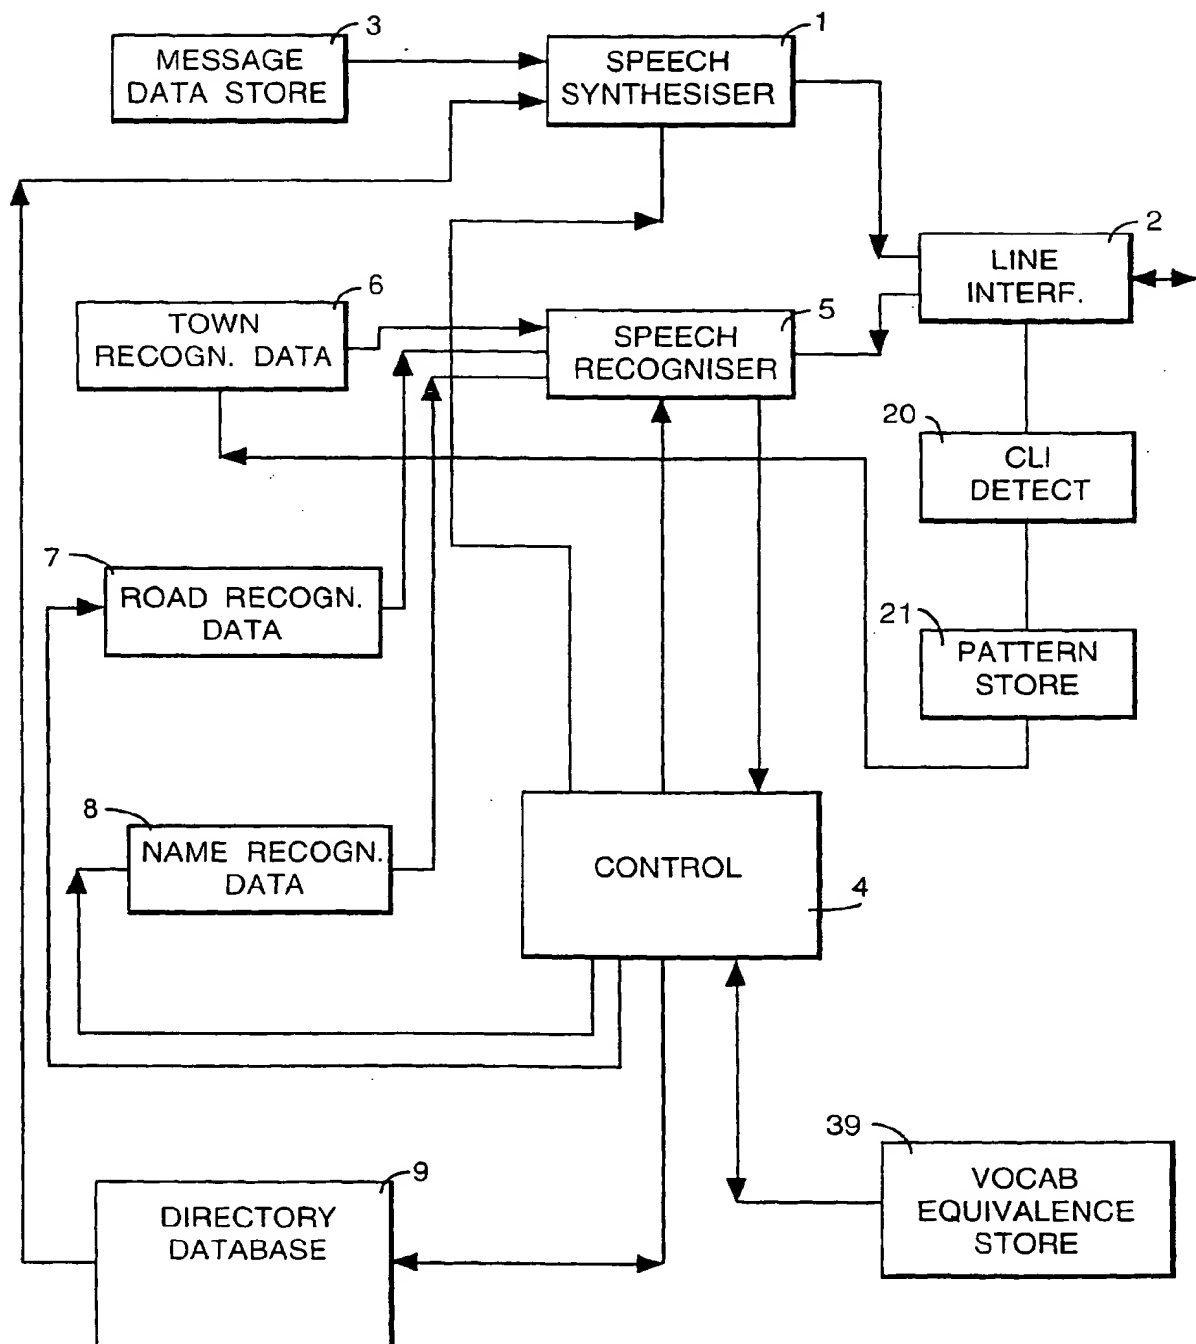 3
MESSAGE
DATA STORE
1
SPEECH
SYNTHESISER
2
LINE
INTERF.
6
TOWN
RECOGN. DATA
5
SPEECH
RECOGNISER
20
CLI
DETECT
7
ROAD RECOGN.
DATA
21
PATTERN
STORE
8
NAME RECOGN.
DATA
CONTROL
4
39
VOCAB
EQUIVALENCE
STORE
9
DIRECTORY
DATABASE